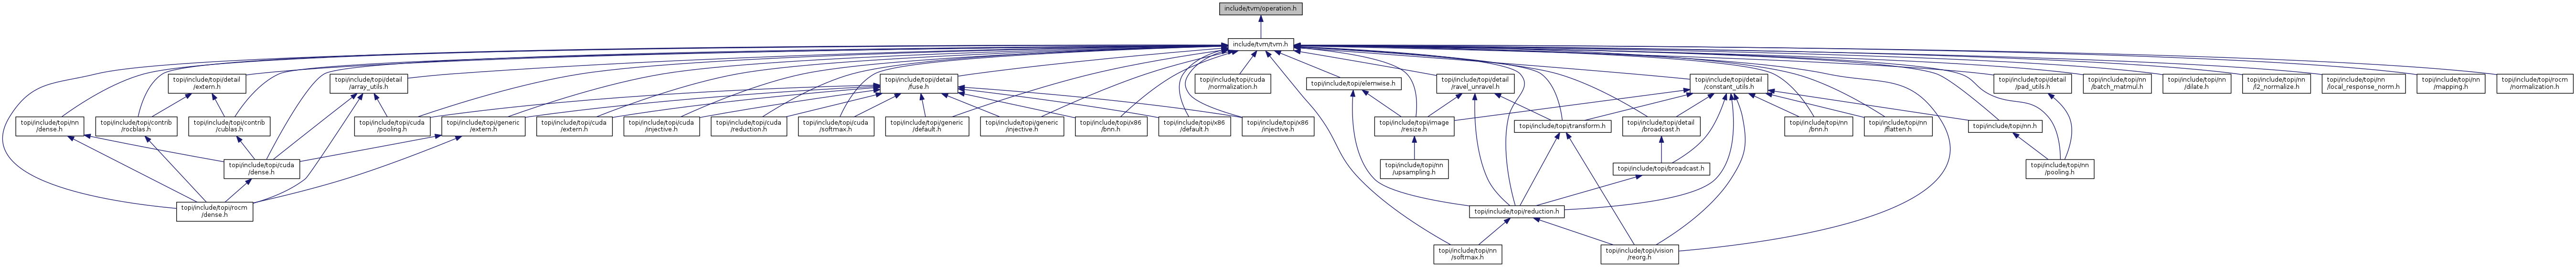 include/tvm/operation.h
include/tvm/tvm.h
topi/include/topi/detail
/extern.h
topi/include/topi/detail
/array_utils.h
topi/include/topi/detail
/fuse.h
topi/include/topi/cuda
/normalization.h
topi/include/topi/elemwise.h
topi/include/topi/detail
/ravel_unravel.h
topi/include/topi/detail
/constant_utils.h
topi/include/topi/detail
/pad_utils.h
topi/include/topi/nn
/batch_matmul.h
topi/include/topi/nn
/dilate.h
topi/include/topi/nn
/l2_normalize.h
topi/include/topi/nn
/local_response_norm.h
topi/include/topi/nn
/mapping.h
topi/include/topi/rocm
/normalization.h
topi/include/topi/nn
/dense.h
topi/include/topi/contrib
/rocblas.h
topi/include/topi/contrib
/cublas.h
topi/include/topi/cuda
/pooling.h
topi/include/topi/generic
/extern.h
topi/include/topi/cuda
/extern.h
topi/include/topi/cuda
/injective.h
topi/include/topi/cuda
/reduction.h
topi/include/topi/cuda
/softmax.h
topi/include/topi/generic
/default.h
topi/include/topi/generic
/injective.h
topi/include/topi/x86
/bnn.h
topi/include/topi/x86
/default.h
topi/include/topi/x86
/injective.h
topi/include/topi/image
/resize.h
topi/include/topi/transform.h
topi/include/topi/detail
/broadcast.h
topi/include/topi/nn
/bnn.h
topi/include/topi/nn
/flatten.h
topi/include/topi/nn.h
topi/include/topi/cuda
/dense.h
topi/include/topi/nn
/upsampling.h
topi/include/topi/broadcast.h
topi/include/topi/nn
/pooling.h
topi/include/topi/rocm
/dense.h
topi/include/topi/reduction.h
topi/include/topi/nn
/softmax.h
topi/include/topi/vision
/reorg.h